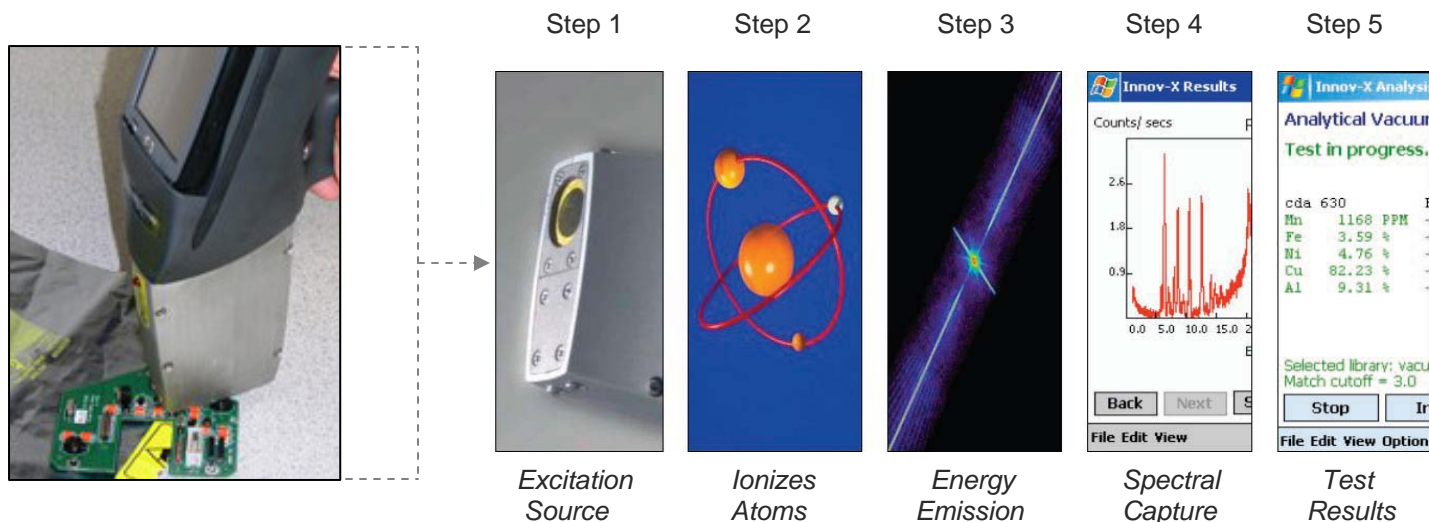 Step 1
Step 2
Step 3
Step 4
Step 5
Innov-X Results
Counts/ secs
2.6
1.8
0.9
0.0 5.0 10.0 15.0 2
Back Next S
File Edit View
Innov-X Analysi
Analytical Vacuu
Test in progress.
cda 630
Mn 1168 PPM -
Fe 3.59 % -
Ni 4.76 % -
Cu 82.23 % -
Al 9.31 % -
Selected library: vacu
Match cutoff = 3.0
Stop In
File Edit View Option
Excitation
Source
Ionizes
Atoms
Energy
Emission
Spectral
Capture
Test
Results